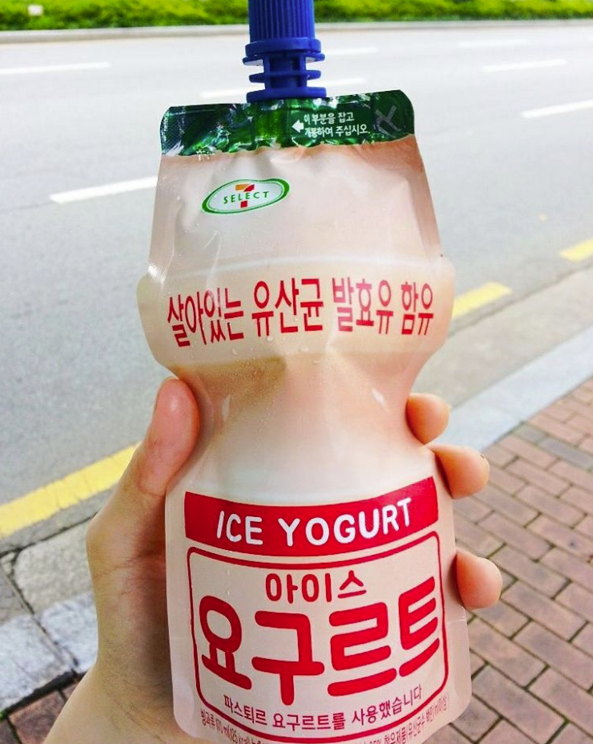 이 부분을 잡고
개봉하여 주십시오.
7
SELECT
살아있는 유산균 발효유 함유
ICE YOGURT
아이스
요구르트
파스퇴르 요구르트를 사용했습니다